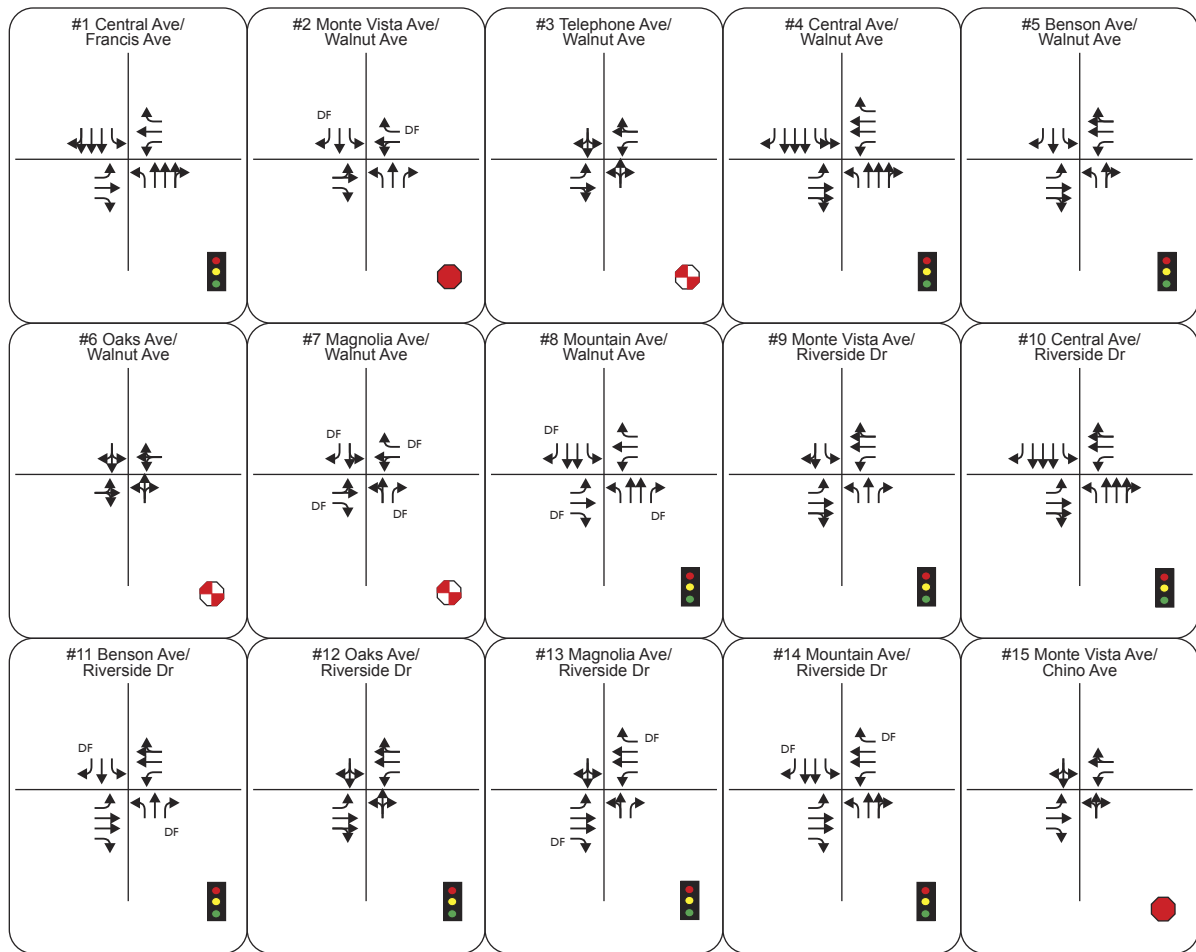 #1 Central Ave/
Francis Ave
#2 Monte Vista Ave/
Walnut Ave
DF
DF
#3 Telephone Ave/
Walnut Ave
#4 Central Ave/
Walnut Ave
#5 Benson Ave/
Walnut Ave
#6 Oaks Ave/
Walnut Ave
#7 Magnolia Ave/
Walnut Ave
DF
DF
DF
DF
#8 Mountain Ave/
Walnut Ave
DF
DF
DF
#9 Monte Vista Ave/
Riverside Dr
#10 Central Ave/
Riverside Dr
#11 Benson Ave/
Riverside Dr
DF
DF
#12 Oaks Ave/
Riverside Dr
#13 Magnolia Ave/
Riverside Dr
DF
DF
#14 Mountain Ave/
Riverside Dr
DF
DF
#15 Monte Vista Ave/
Chino Ave